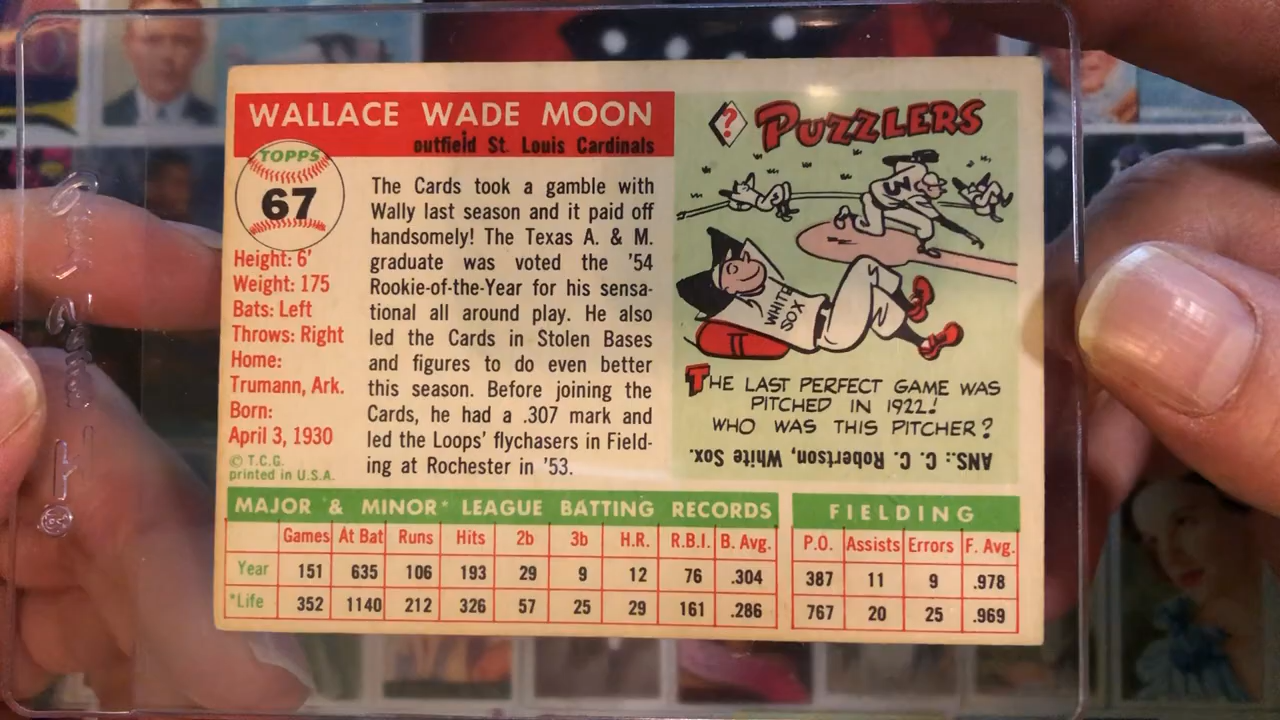 WALLACE WADE MOON
outfield St. Louis Cardinals
TOPPS
67
Height: 6'
Weight: 175
Bats: Left
Throws: Right
Home:
Trumann, Ark.
Born:
April 3, 1930
© T.C.G.
printed in U.S.A.
The Cards took a gamble with
Wally last season and it paid off
handsomely! The Texas A. & M.
graduate was voted the '54
Rookie-of-the-Year for his sensa-
tional all around play. He also
led the Cards in Stolen Bases
and figures to do even better
this season. Before joining the
Cards, he had a .307 mark and
led the Loops' flychasers in Field-
ing at Rochester in '53.
?
PUZZLERS
WHITE
SOX
THE LAST PERFECT GAME WAS
PITCHED IN 1922!
WHO WAS THIS PITCHER?
ANS.: C. C. Robertson, White Sox.
MAJOR & MINOR* LEAGUE BATTING RECORDS
Games At Bat Runs Hits 2b 3b H.R. R.B.I. B. Avg.
Year 151 635 106 193 29 9 12 76 .304
*Life 352 1140 212 326 57 25 29 161 .286
FIELDING
P.O. Assists Errors F. Avg.
387 11 9 .978
767 20 25 .969